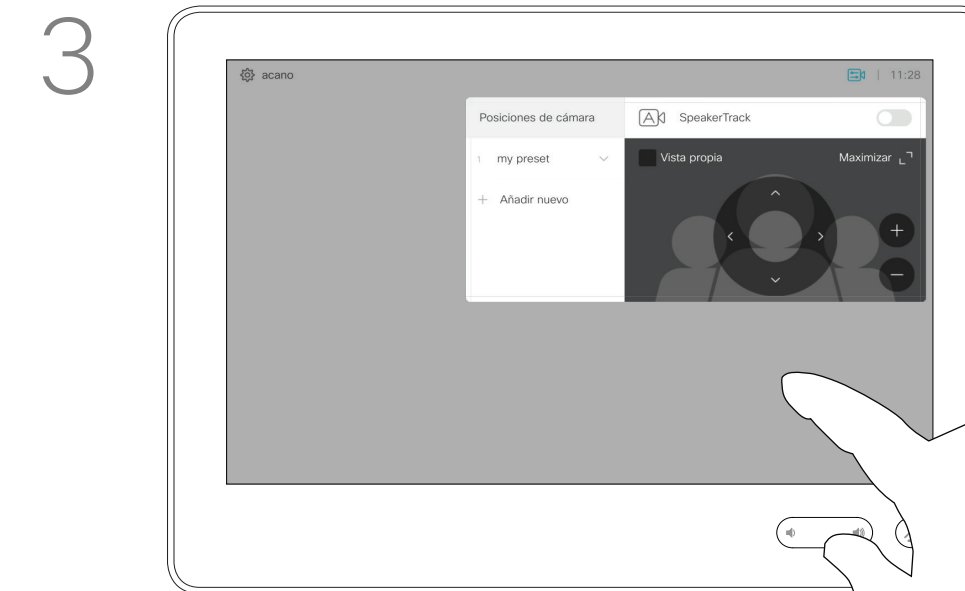 3
acano
11:28
Posiciones de cámara
SpeakerTrack
1 my preset
Vista propia
Maximizar
+ Añadir nuevo